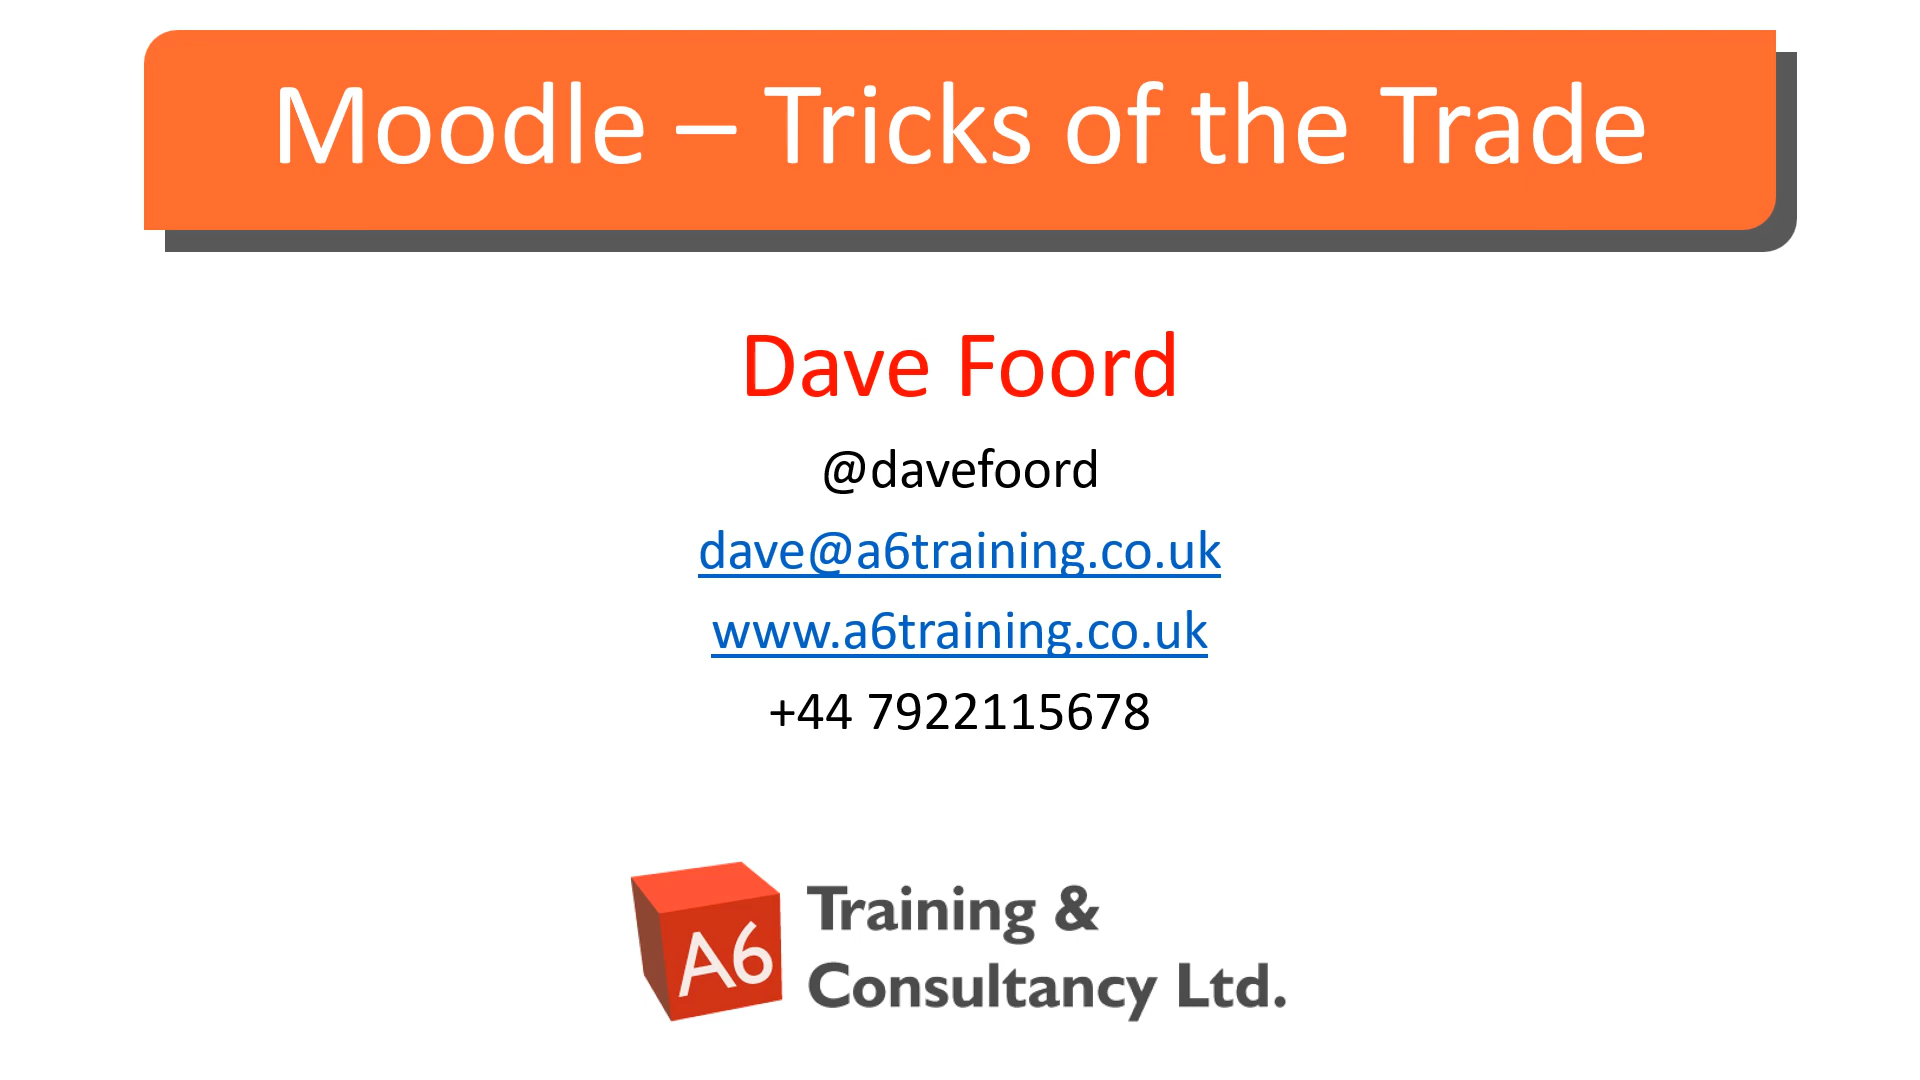 Moodle – Tricks of the Trade
Dave Foord
@davefoord
dave@a6training.co.uk
www.a6training.co.uk
+44 7922115678
A6
Training &
Consultancy Ltd.